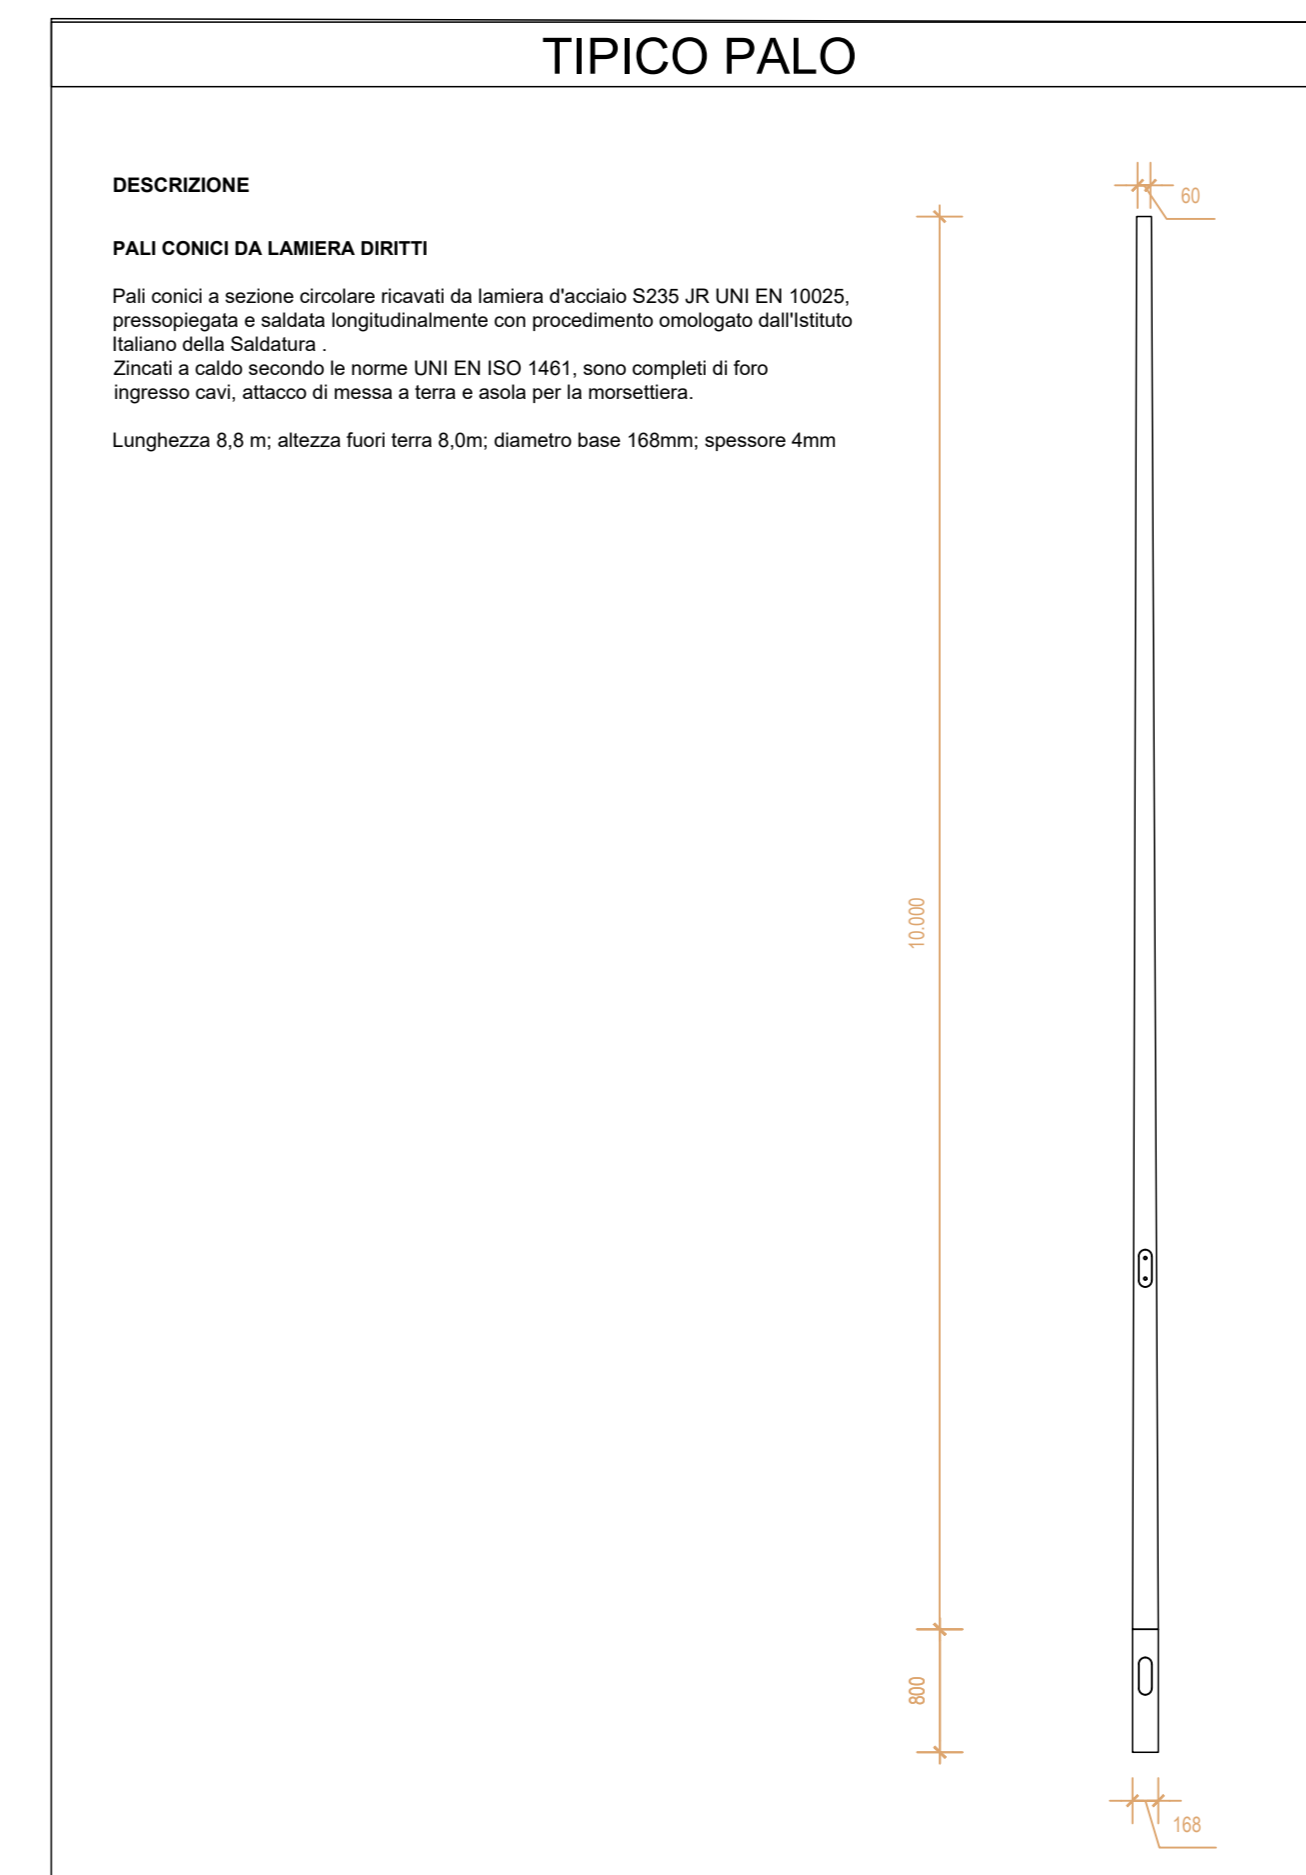 TIPICO PALO
DESCRIZIONE
60
PALI CONICI DA LAMIERA DIRITTI
Pali conici a sezione circolare ricavati da lamiera d'acciaio S235 JR UNI EN 10025,
pressopiegata e saldata longitudinalmente con procedimento omologato dall'Istituto
Italiano della Saldatura .
Zincati a caldo secondo le norme UNI EN ISO 1461, sono completi di foro
ingresso cavi, attacco di messa a terra e asola per la morsettiera.
Lunghezza 8,8 m; altezza fuori terra 8,0m; diametro base 168mm; spessore 4mm
10.000
800
168